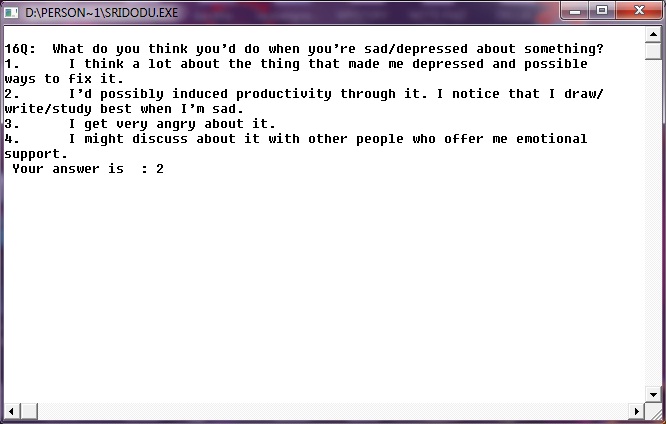 D:\PERSON~1\SRIDODU.EXE
16Q:  What do you think you'd do when you're sad/depressed about something?
1.      I think a lot about the thing that made me depressed and possible
ways to fix it.
2.      I'd possibly induced productivity through it. I notice that I draw/
write/study best when I'm sad.
3.      I get very angry about it.
4.      I might discuss about it with other people who offer me emotional
support.
 Your answer is  : 2